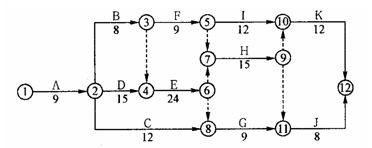 B ③ F ⑤ I ⑩ K
8 9 12 12
⑦ H ⑨
15
① A ② D ④ E ⑥ ⑫
9 15 24
C ⑧ G ⑪ J
12 9 8